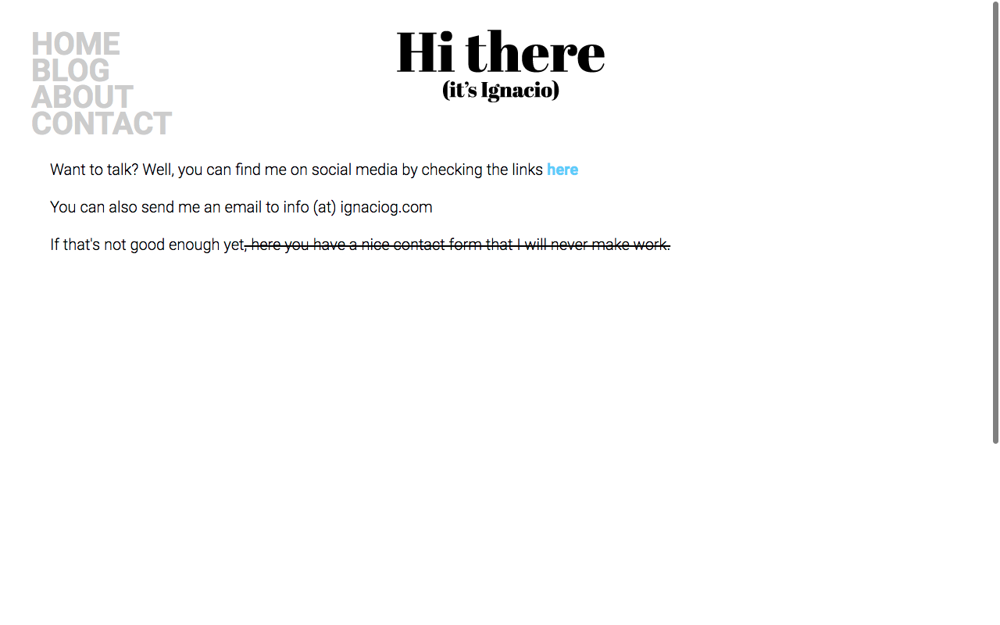 HOME
BLOG
ABOUT
CONTACT
Hi there
(it’s Ignacio)
Want to talk? Well, you can find me on social media by checking the links here
You can also send me an email to info (at) ignaciog.com
If that's not good enough yet, here you have a nice contact form that I will never make work.